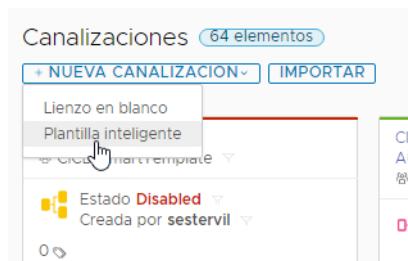 Canalizaciones 64 elementos
+ NUEVA CANALIZACIÓN IMPORTAR
Lienzo en blanco
Plantilla inteligente
Estado Disabled
Creada por sestervil
0